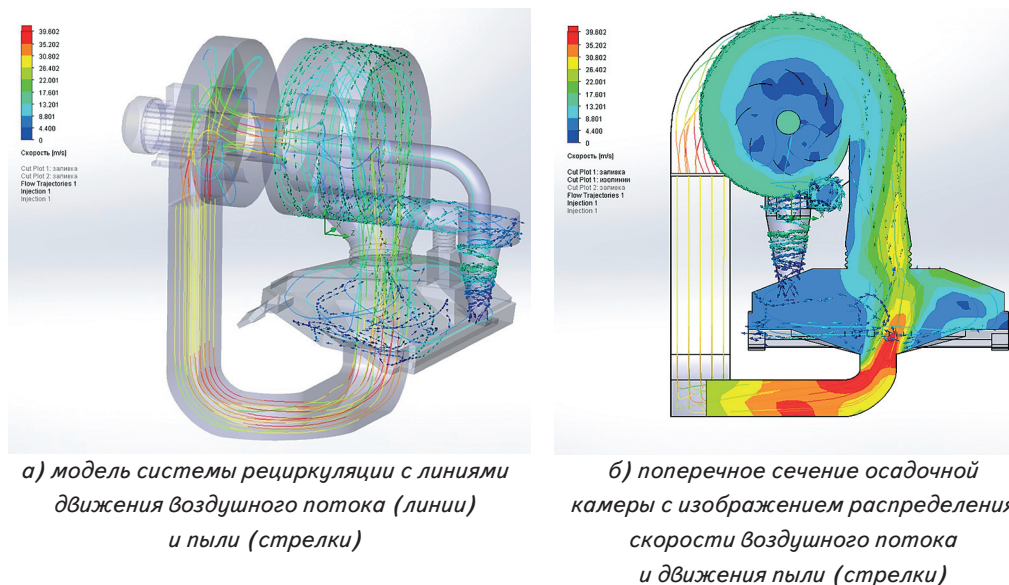 39.602
35.202
30.802
26.402
22.001
17.601
13.201
8.801
4.400
0
Скорость [m/s]
Cut Plot 1: заливка
Cut Plot 2: заливка
Flow Trajectories 1
Injection 1
Injection 1
39.602
35.202
30.802
26.402
22.001
17.601
13.201
8.801
4.400
0
Скорость [m/s]
Cut Plot 1: заливка
Cut Plot 1: изолинии
Cut Plot 2: заливка
Flow Trajectories 1
Injection 1
Injection 1
а) модель системы рециркуляции с линиями
движения воздушного потока (линии)
и пыли (стрелки)
б) поперечное сечение осадочной
камеры с изображением распределения
скорости воздушного потока
и движения пыли (стрелки)